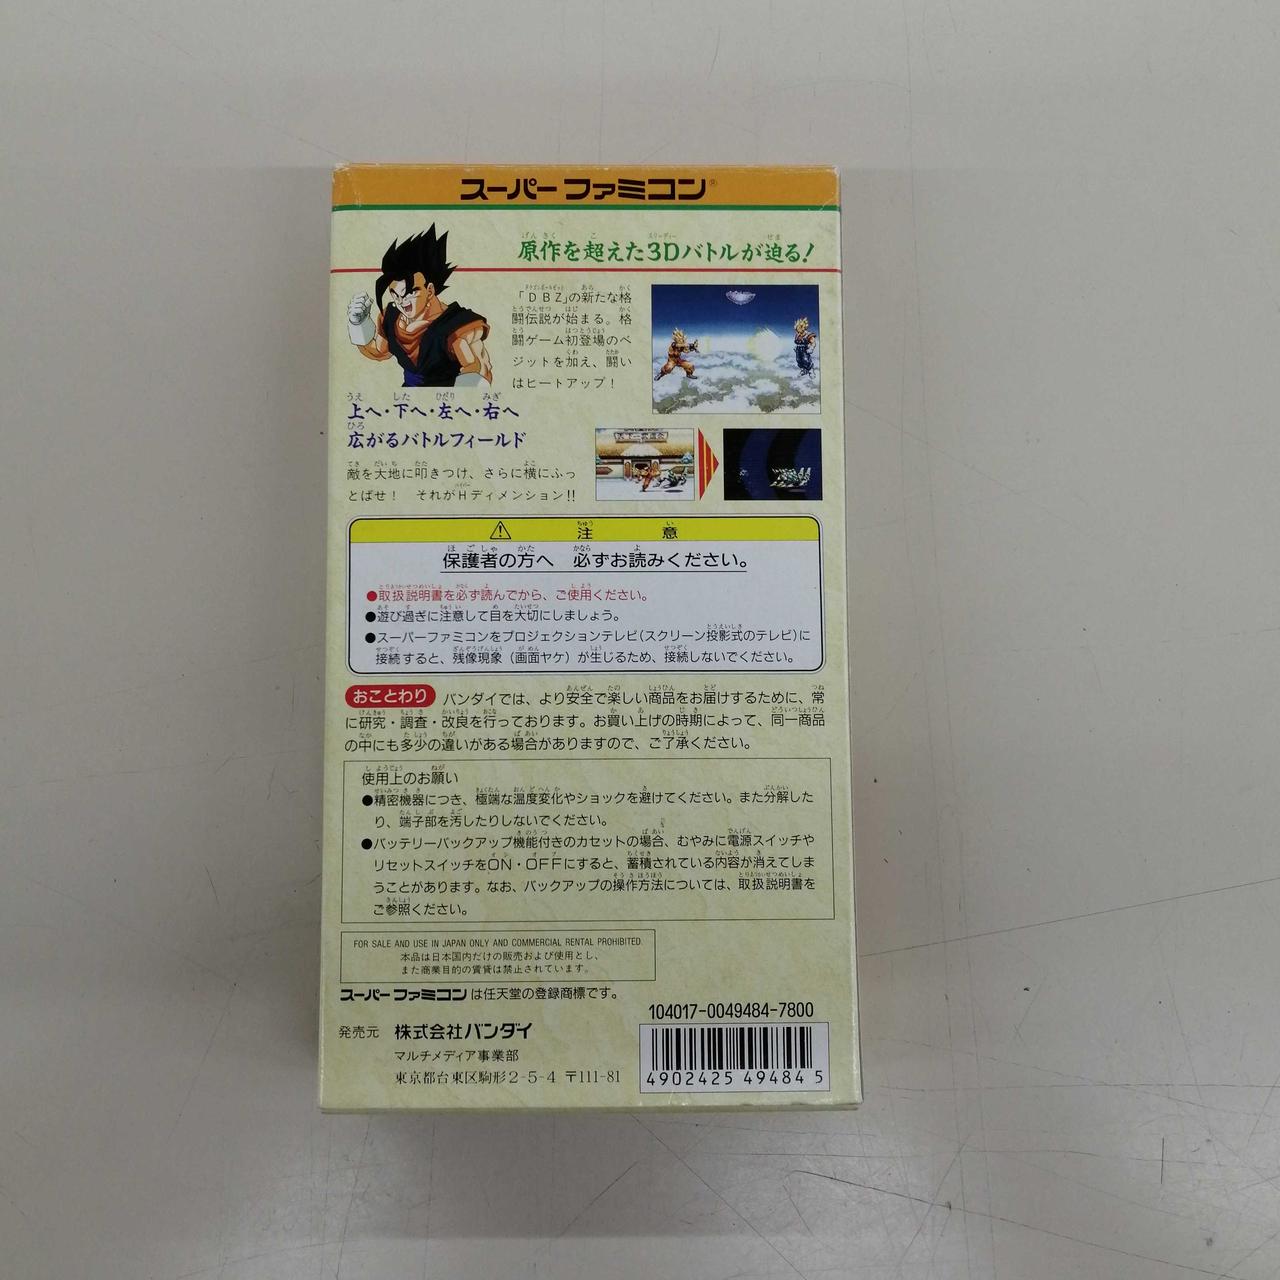 スーパーファミコン®
原作を超えた3Dバトルが迫る!
「DBZ」の新たな格
闘伝説が始まる。格
闘ゲーム初登場のベ
ジットを加え、闘い
はヒートアップ!
上へ・下へ・左へ・右へ
広がるバトルフィールド
敵を大地に叩きつけ、さらに横にふっ
とばせ! それがHディメンション!!
注意
保護者の方へ 必ずお読みください。
●取扱説明書を必ず読んでから、ご使用ください。
●遊び過ぎに注意して目を大切にしましょう。
●スーパーファミコンをプロジェクションテレビ(スクリーン投影式のテレビ)に
接続すると、残像現象(画面ヤケ)が生じるため、接続しないでください。
おことわり バンダイでは、より安全で楽しい商品をお届けするために、常
に研究・調査・改良を行っております。お買い上げの時期によって、同一商品
の中にも多少の違いがある場合がありますので、ご了承ください。
使用上のお願い
●精密機器につき、極端な温度変化やショックを避けてください。また分解した
り、端子部を汚したりしないでください。
●バッテリーバックアップ機能付きのカセットの場合、むやみに電源スイッチや
リセットスイッチをON・OFFにすると、蓄積されている内容が消えてしま
うことがあります。なお、バックアップの操作方法については、取扱説明書を
ご参照ください。
FOR SALE AND USE IN JAPAN ONLY AND COMMERCIAL RENTAL PROHIBITED.
本品は日本国内だけの販売および使用とし、
また商業目的の賃貸は禁止されています。
スーパーファミコンは任天堂の登録商標です。
104017-0049484-7800
発売元 株式会社バンダイ
マルチメディア事業部
東京都台東区駒形2-5-4 〒111-81
4902425 494845